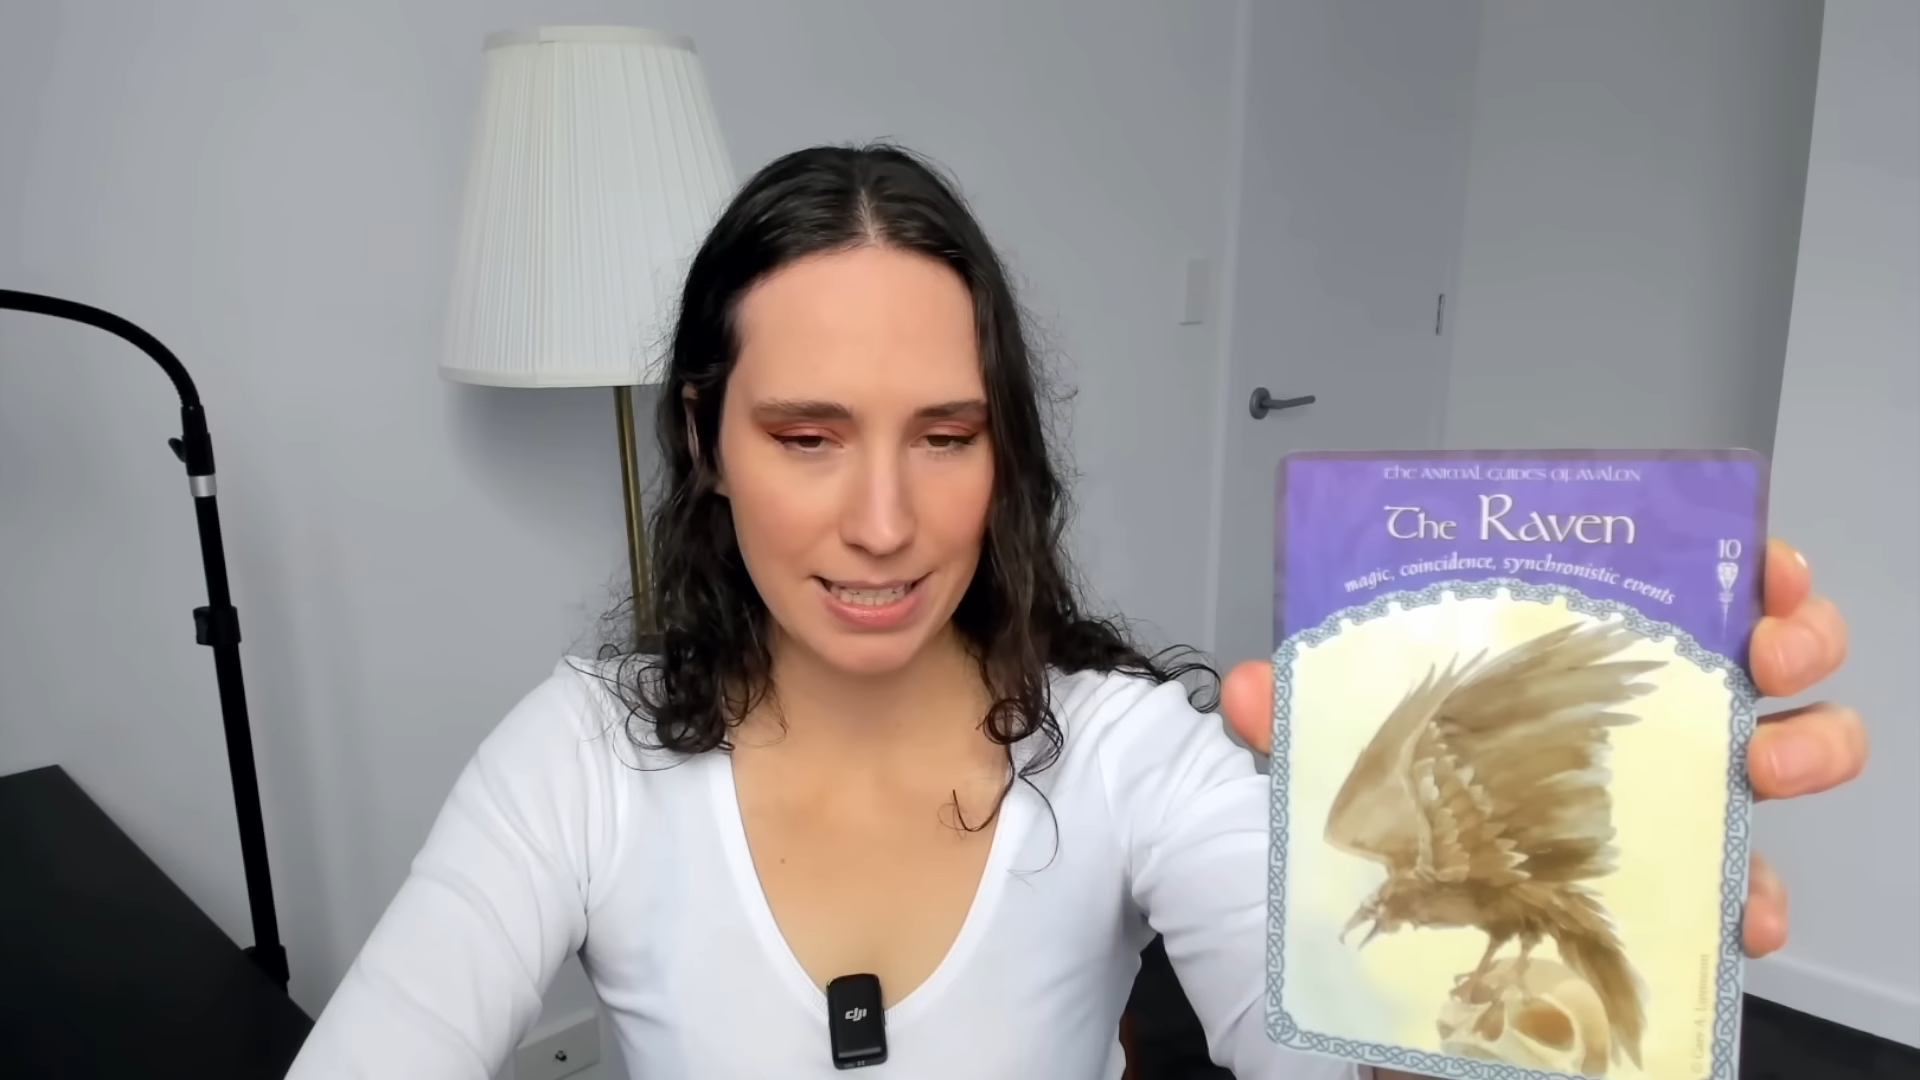 The Animal Guides of Avalon
The Raven
magic, coincidence, synchronistic events
10
dji